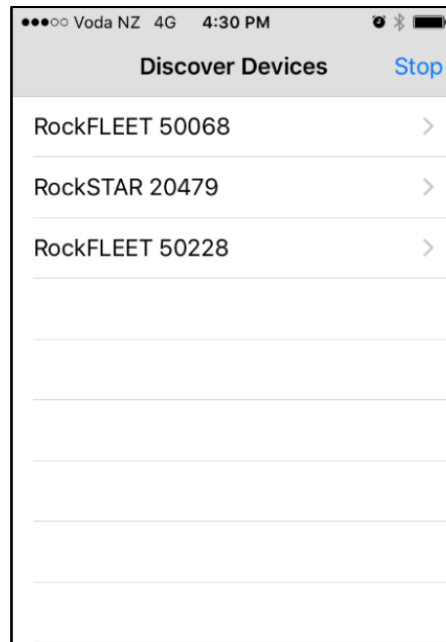 ●●●○○ Voda NZ 4G 4:30 PM
Discover Devices Stop
RockFLEET 50068
RockSTAR 20479
RockFLEET 50228